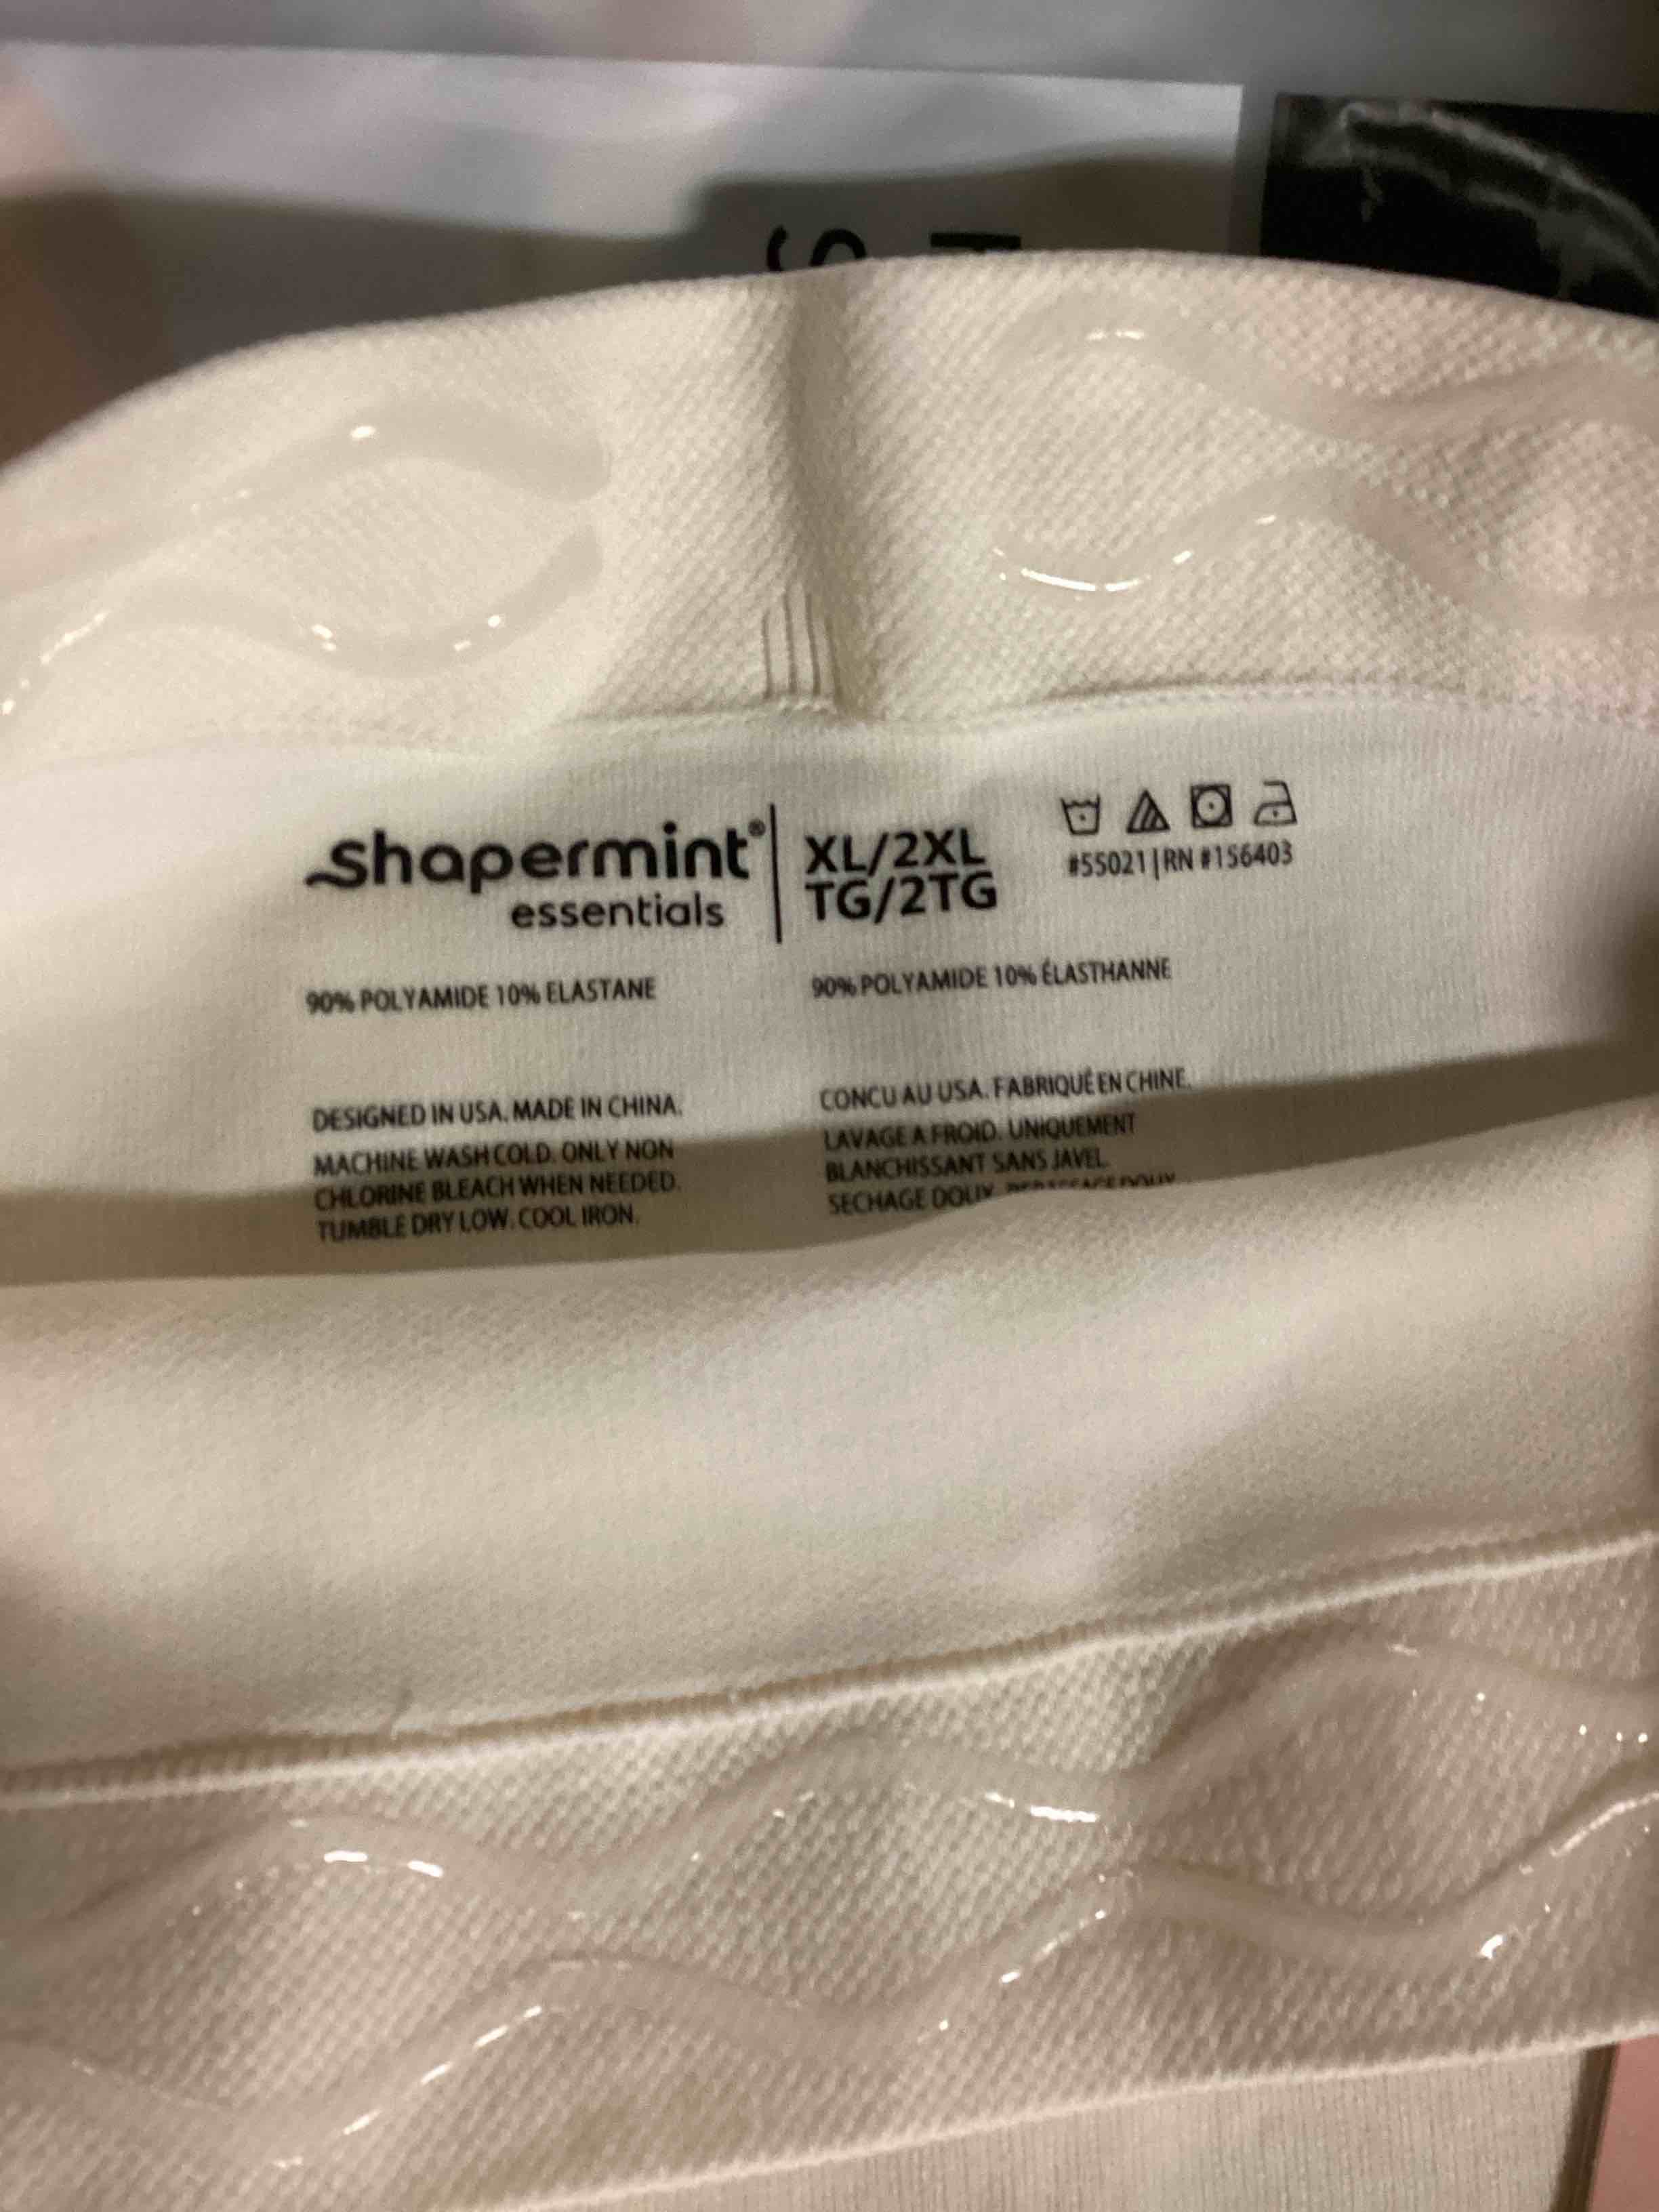 shapermint®
essentials
XL/2XL
TG/2TG
#55021|RN #156403
90% POLYAMIDE 10% ELASTANE
90% POLYAMIDE 10% ÉLASTHANNE
DESIGNED IN USA. MADE IN CHINA.
MACHINE WASH COLD. ONLY NON
CHLORINE BLEACH WHEN NEEDED.
TUMBLE DRY LOW. COOL IRON.
CONCU AU USA. FABRIQUÉ EN CHINE.
LAVAGE A FROID. UNIQUEMENT
BLANCHISSANT SANS JAVEL.
SECHAGE DOUX